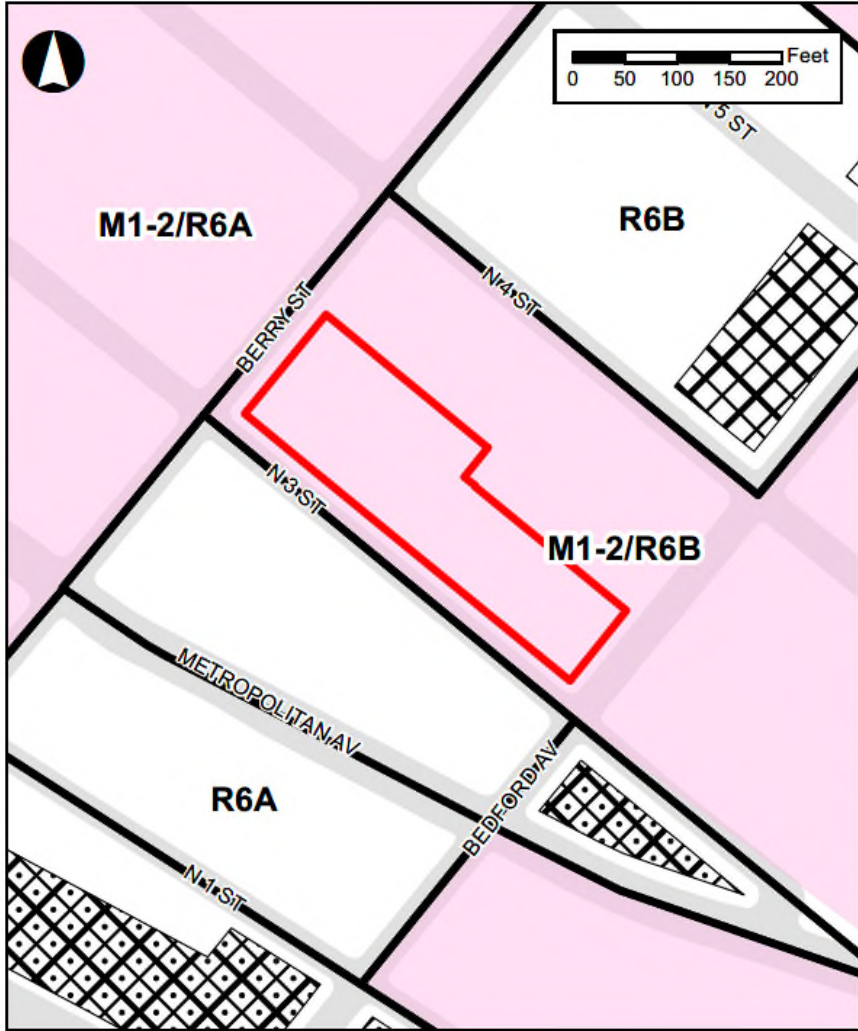 Feet
0 50 100 150 200
5 ST
M1-2/R6A
R6B
N 4 ST
BERRY ST
N 3 ST
M1-2/R6B
METROPOLITAN AV
BEDFORD AV
R6A
N 1 ST